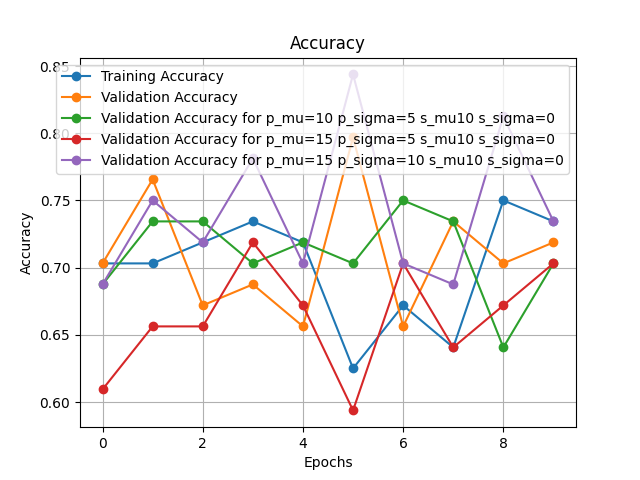 Accuracy
0.85
0.80
0.75
0.70
0.65
0.60
Accuracy
Training Accuracy
Validation Accuracy
Validation Accuracy for p_mu=10 p_sigma=5 s_mu10 s_sigma=0
Validation Accuracy for p_mu=15 p_sigma=5 s_mu10 s_sigma=0
Validation Accuracy for p_mu=15 p_sigma=10 s_mu10 s_sigma=0
0 2 4 6 8
Epochs